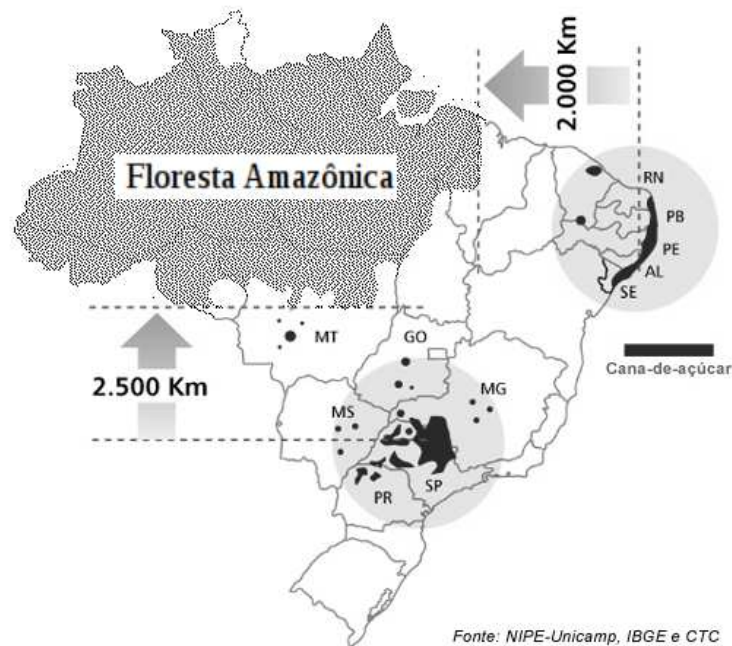 2.000 Km
Floresta Amazônica
RN
PB
PE
AL
SE
MT
GO
Cana-de-açúcar
2.500 Km
MG
MS
SP
PR
Fonte: NIPE-Unicamp, IBGE e CTC